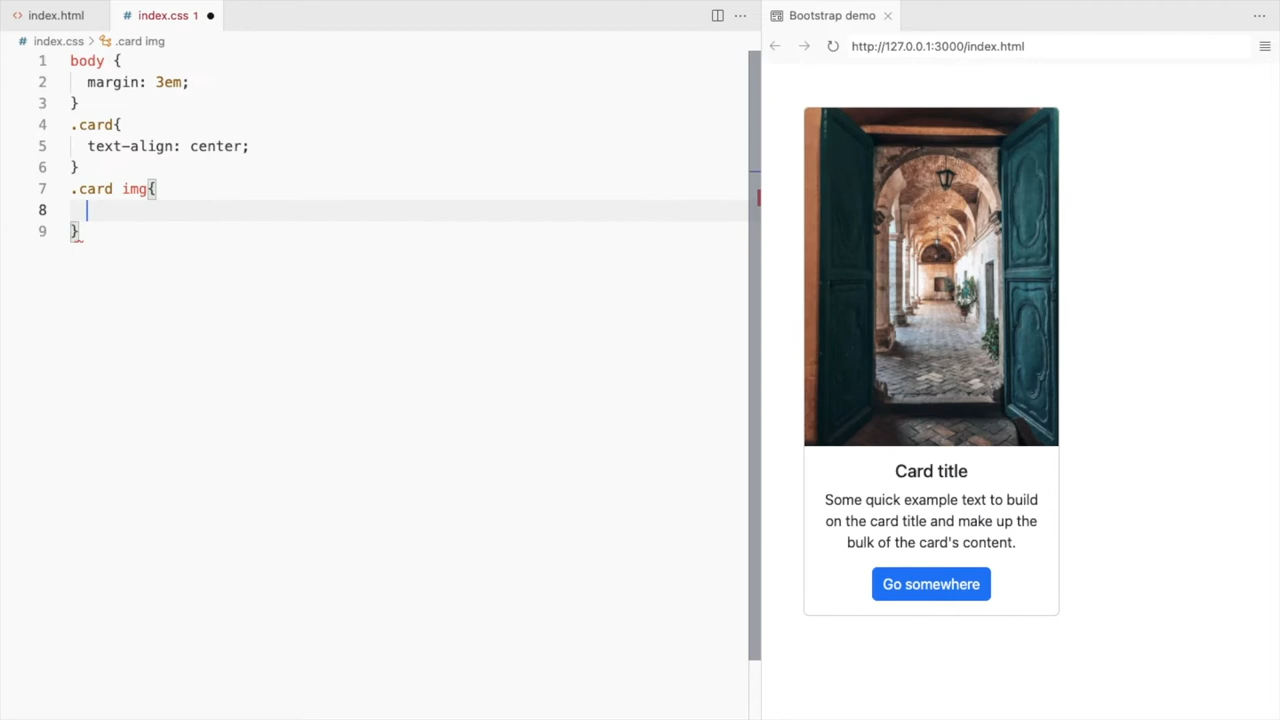 index.html
# index.css 1 ●
Bootstrap demo
index.css > .card img
http://127.0.0.1:3000/index.html
1 body {
2 margin: 3em;
3 }
4 .card{
5 text-align: center;
6 }
7 .card img{
8
9 }
Card title
Some quick example text to build
on the card title and make up the
bulk of the card's content.
Go somewhere